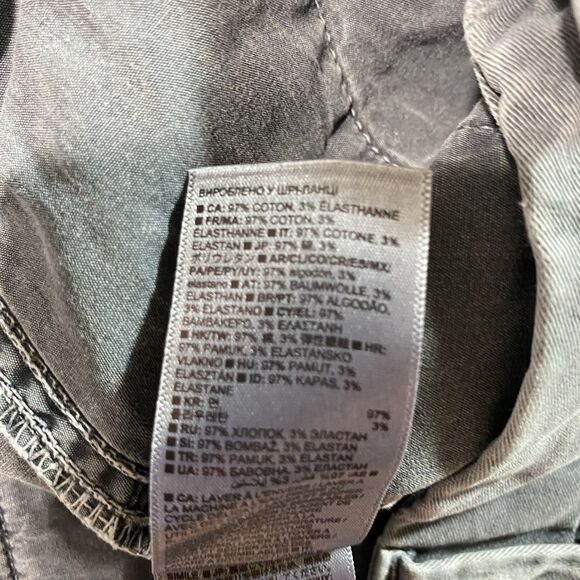 ВИРОБЛЕНО У ШРІ-ЛАНЦІ
■ CA: 97% COTON, 3% ÉLASTHANNE
■ FR/MA: 97% COTON, 3%
ÉLASTHANNE ■ IT: 97% COTONE, 3%
ELASTAN ■ JP: 97% 綿, 3%
ポリウレタン ■ AR/CL/CO/CR/ES/MX/
PA/PE/PY/UY: 97% algodón, 3%
elastano ■ AT: 97% BAUMWOLLE, 3%
ELASTHAN ■ BR/PT: 97% ALGODÃO,
3% ELASTANO ■ CY/EL: 97%
ΒΑΜΒΑΚΕΡΟ, 3% ΕΛΑΣΤΑΝΗ
■ HK/TW: 97% 棉, 3% 彈性纖維 ■ HR:
97% PAMUK, 3% ELASTANSKO
VLAKNO ■ HU: 97% PAMUT, 3%
ELASZTÁN ■ ID: 97% KAPAS, 3%
ELASTANE
■ KR: 면 97%
폴리우레탄 3%
■ RU: 97% ХЛОПОК, 3% ЭЛАСТАН
■ SI: 97% BOMBAŽ, 3% ELASTAN
■ TR: 97% PAMUK, 3% ELASTAN
■ UA: 97% БАВОВНА, 3% ЕЛАСТАН
■ CA: LAVER À
LA MACHINE À
CYCLE